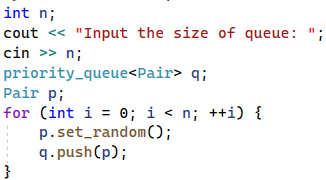 int n;
cout << "Input the size of queue: ";
cin >> n;
priority_queue<Pair> q;
Pair p;
for (int i = 0; i < n; ++i) {
    p.set_random();
    q.push(p);
}